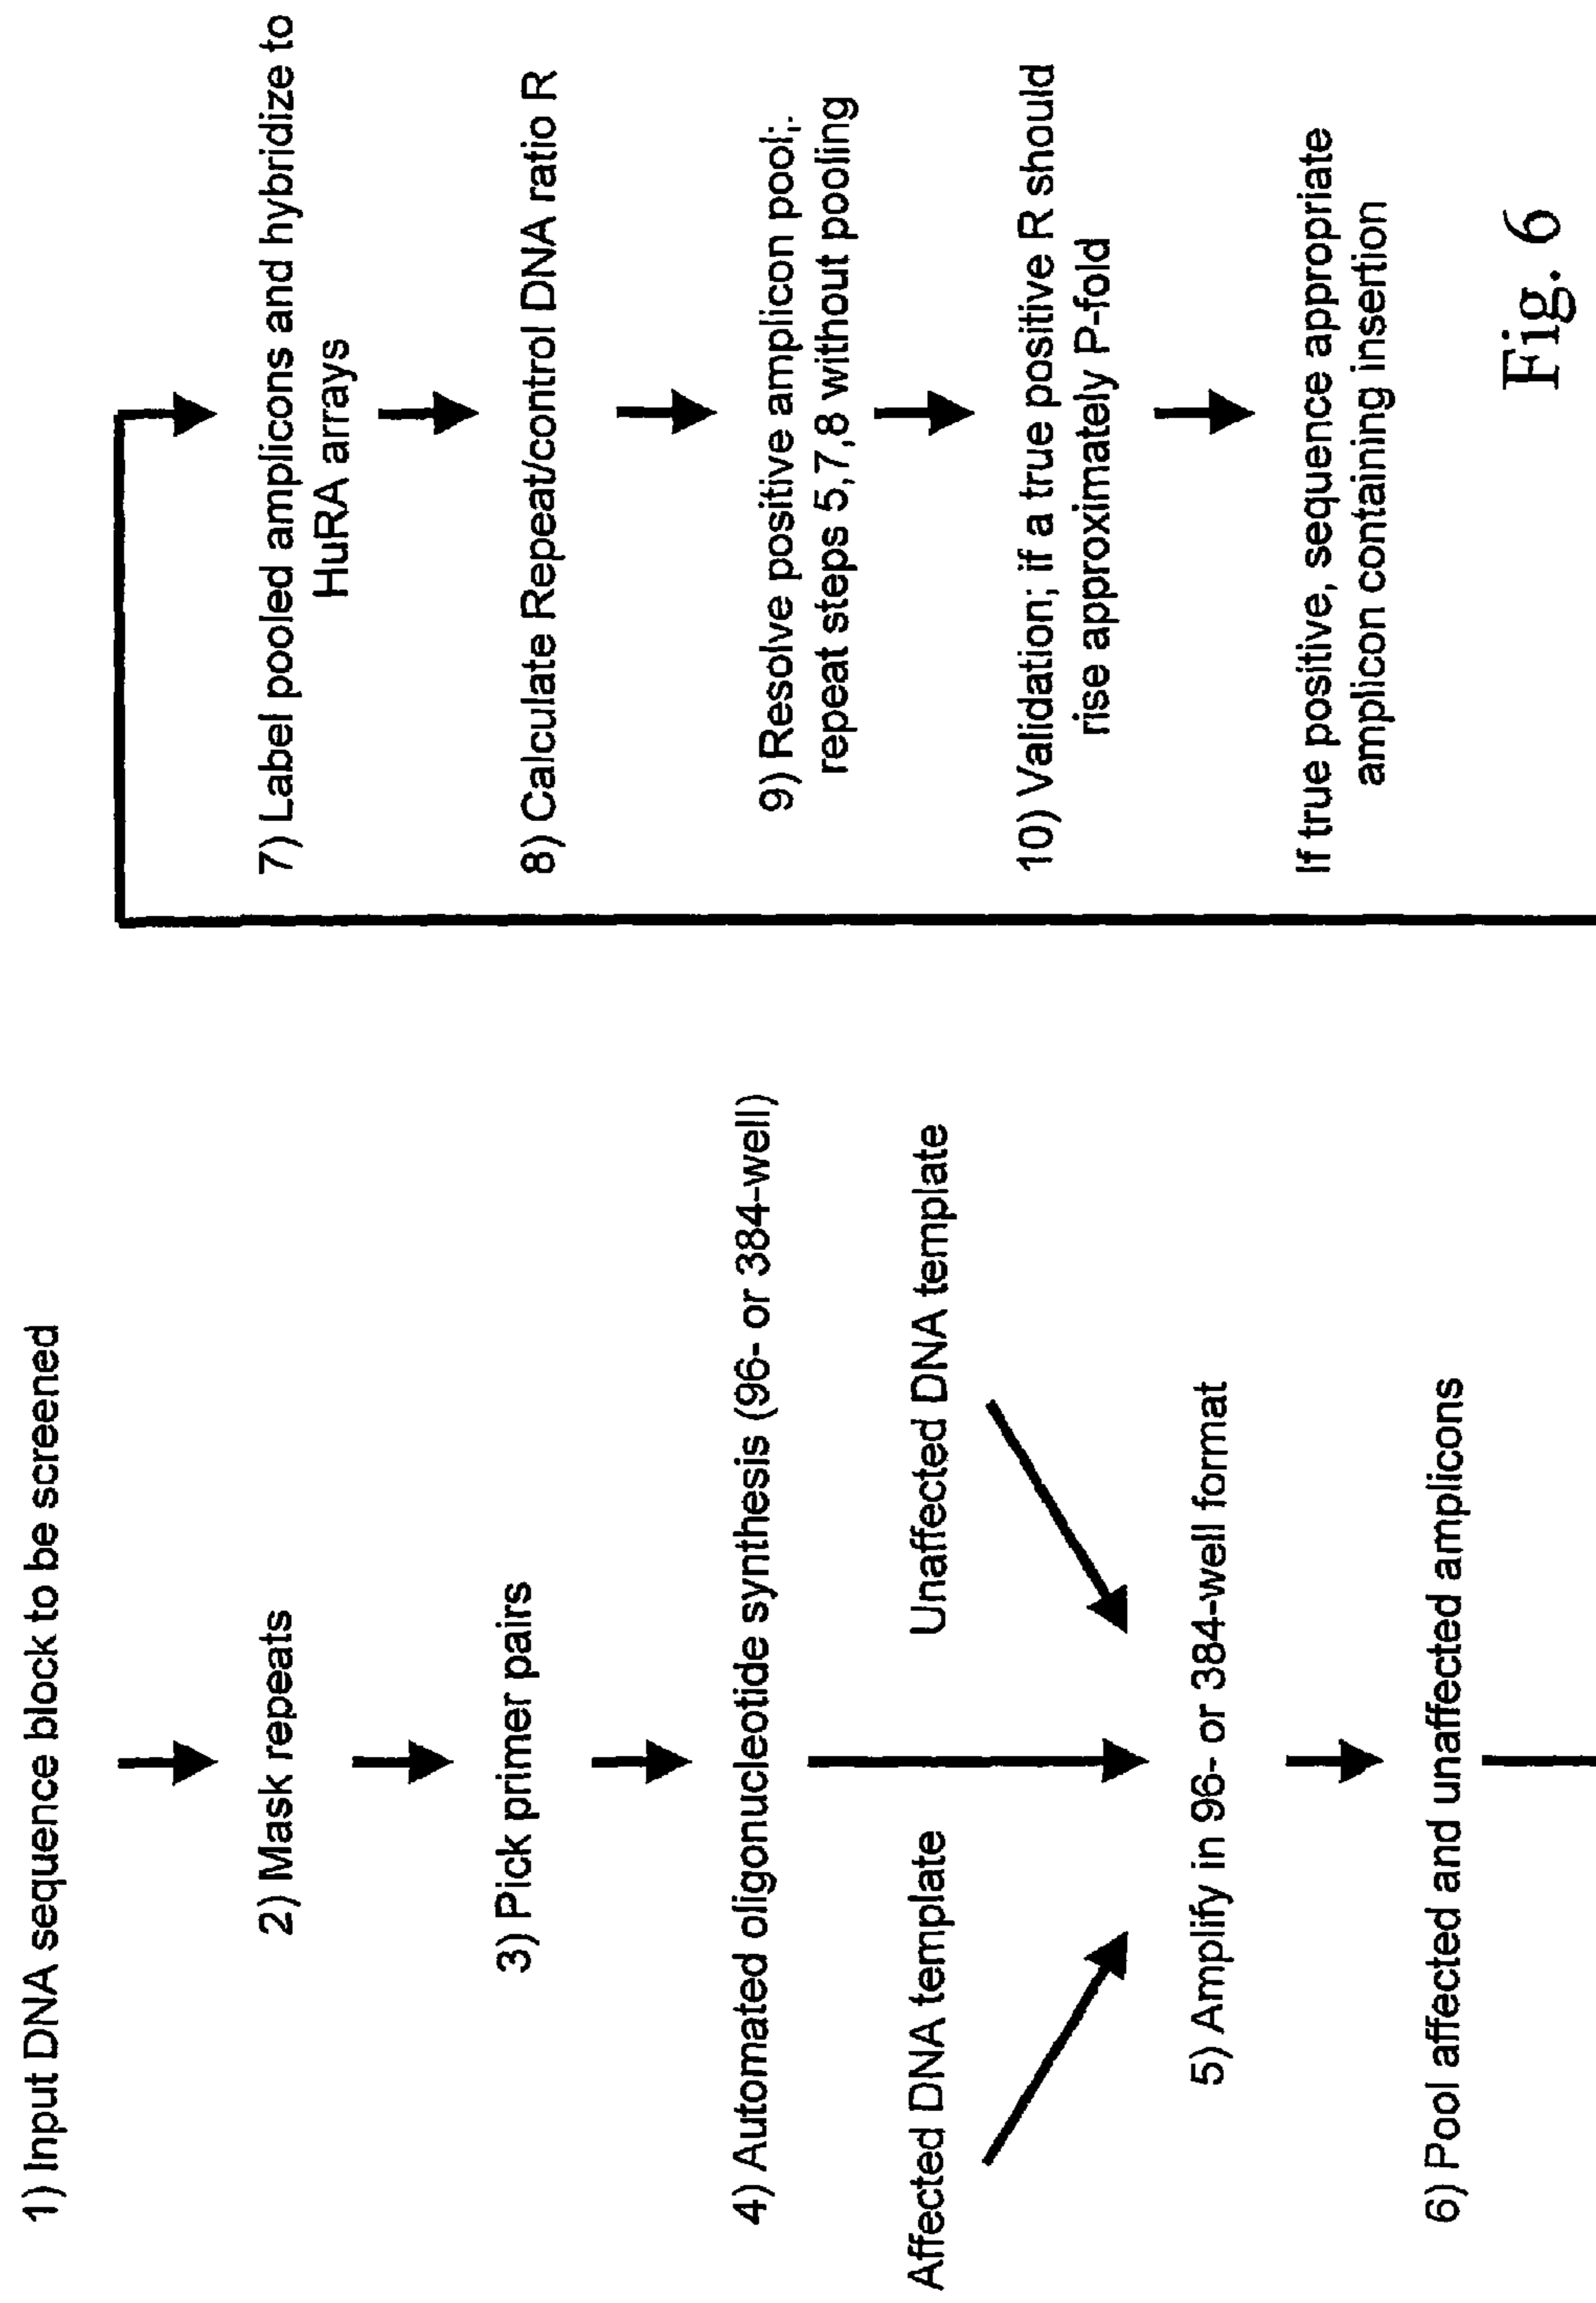 1) Input DNA sequence block to be screened
2) Mask repeats
3) Pick primer pairs
4) Automated oligonucleotide synthesis (96- or 384-well)
Affected DNA template
Unaffected DNA template
5) Amplify in 96- or 384-well format
6) Pool affected and unaffected amplicons
7) Label pooled amplicons and hybridize to
HuRA arrays
8) Calculate Repeat/control DNA ratio R
9) Resolve positive amplicon pool;.
repeat steps 5,7,8 without pooling
10) Validation; if a true positive R should
rise approximately P-fold
If true positive, sequence appropriate
amplicon containing insertion
Fig. 6